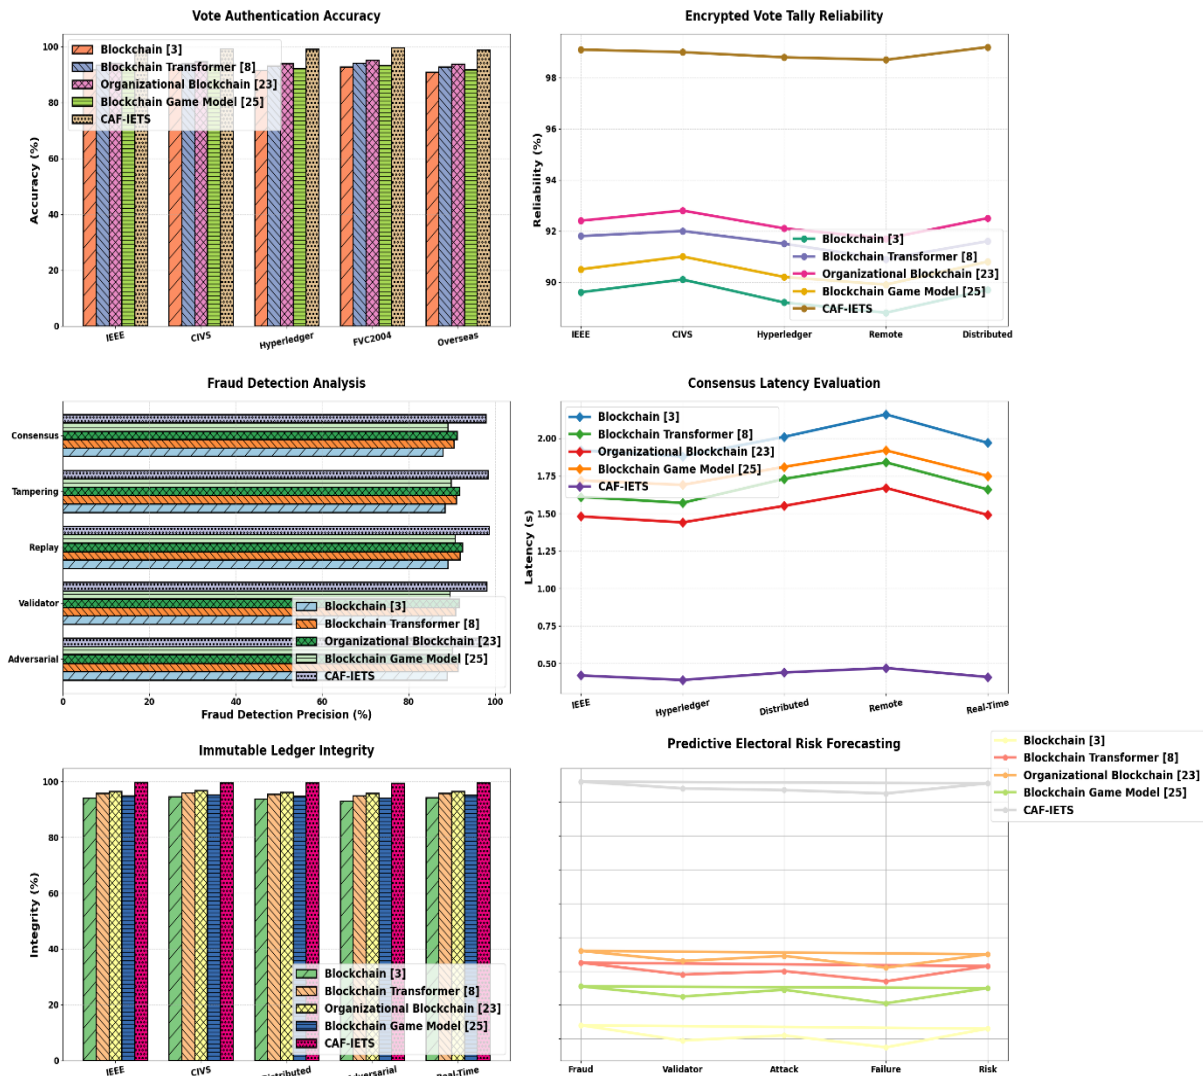 Vote Authentication Accuracy
Accuracy (%)
100
80
60
40
20
0
Blockchain [3]
Blockchain Transformer [8]
Organizational Blockchain [23]
Blockchain Game Model [25]
CAF-IETS
IEEE
CIVS
Hyperledger
FVC2004
Overseas
Encrypted Vote Tally Reliability
Reliability (%)
98
96
94
92
90
Blockchain [3]
Blockchain Transformer [8]
Organizational Blockchain [23]
Blockchain Game Model [25]
CAF-IETS
IEEE
CIVS
Hyperledger
Remote
Distributed
Fraud Detection Analysis
Consensus
Tampering
Replay
Validator
Adversarial
Blockchain [3]
Blockchain Transformer [8]
Organizational Blockchain [23]
Blockchain Game Model [25]
CAF-IETS
0
20
40
60
80
100
Fraud Detection Precision (%)
Consensus Latency Evaluation
Latency (s)
2.00
1.75
1.50
1.25
1.00
0.75
0.50
Blockchain [3]
Blockchain Transformer [8]
Organizational Blockchain [23]
Blockchain Game Model [25]
CAF-IETS
IEEE
Hyperledger
Distributed
Remote
Real-Time
Immutable Ledger Integrity
Integrity (%)
100
80
60
40
20
0
Blockchain [3]
Blockchain Transformer [8]
Organizational Blockchain [23]
Blockchain Game Model [25]
CAF-IETS
IEEE
CIVS
Real-Time
Predictive Electoral Risk Forecasting
Blockchain [3]
Blockchain Transformer [8]
Organizational Blockchain [23]
Blockchain Game Model [25]
CAF-IETS
Fraud
Validator
Attack
Failure
Risk